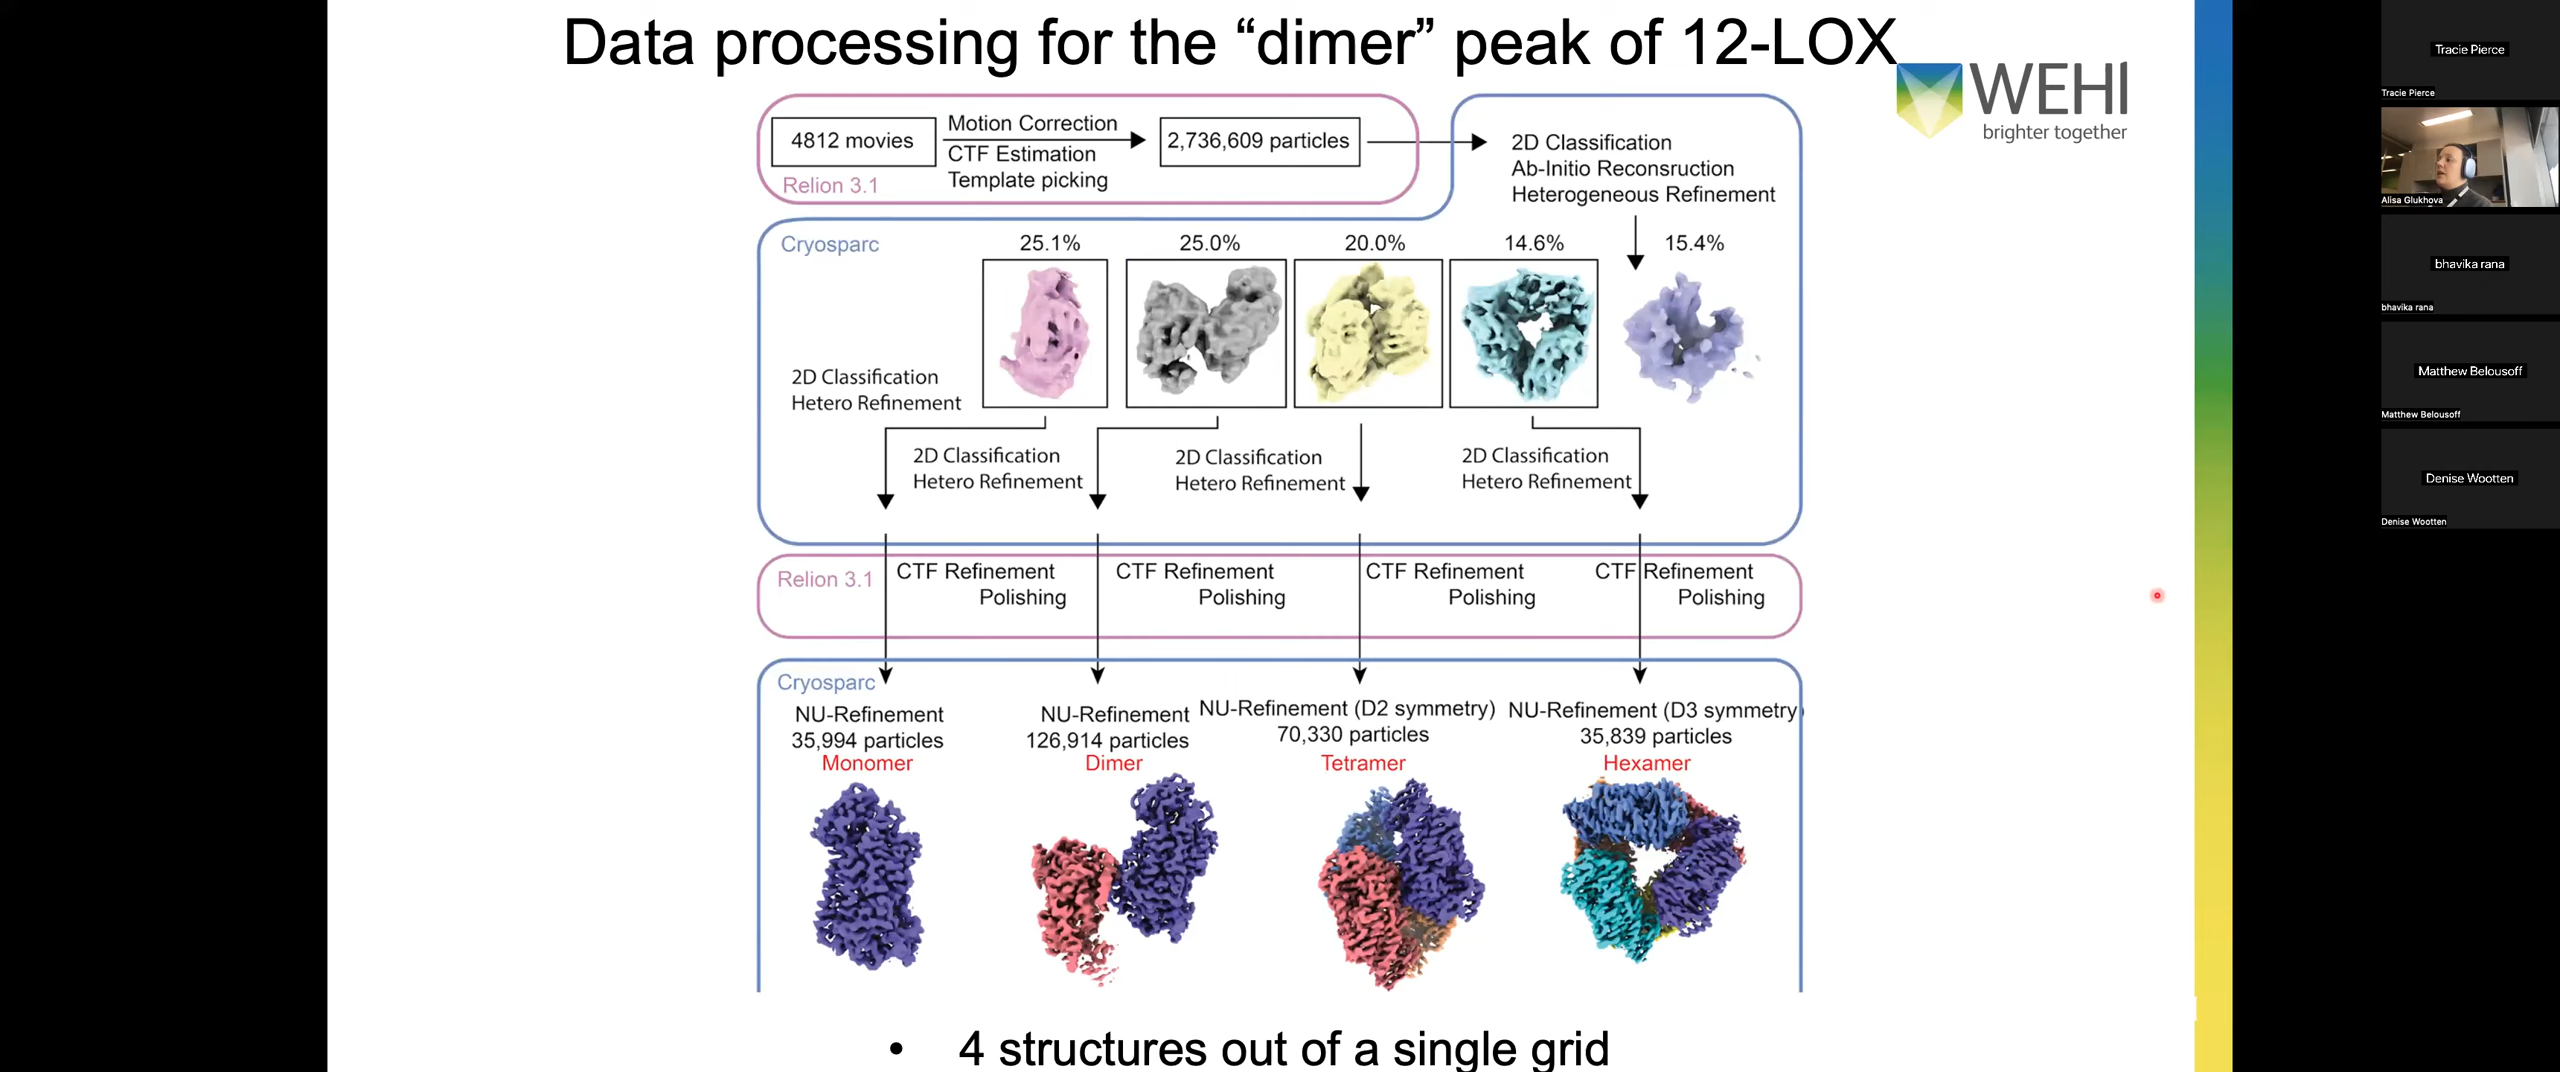 Data processing for the “dimer” peak of 12-LOX
WEHI
brighter together
4812 movies
Motion Correction
CTF Estimation
Template picking
2,736,609 particles
Relion 3.1
2D Classification
Ab-Initio Reconsruction
Heterogeneous Refinement
Cryosparc
25.1%
25.0%
20.0%
14.6%
15.4%
2D Classification
Hetero Refinement
2D Classification
Hetero Refinement
2D Classification
Hetero Refinement
2D Classification
Hetero Refinement
Relion 3.1
CTF Refinement
Polishing
CTF Refinement
Polishing
CTF Refinement
Polishing
CTF Refinement
Polishing
Cryosparc
NU-Refinement
35,994 particles
Monomer
NU-Refinement
126,914 particles
Dimer
NU-Refinement (D2 symmetry)
70,330 particles
Tetramer
NU-Refinement (D3 symmetry)
35,839 particles
Hexamer
• 4 structures out of a single grid
Tracie Pierce
Tracie Pierce
Alisa Glukhova
bhavika rana
bhavika rana
Matthew Belousoff
Matthew Belousoff
Denise Wootten
Denise Wootten